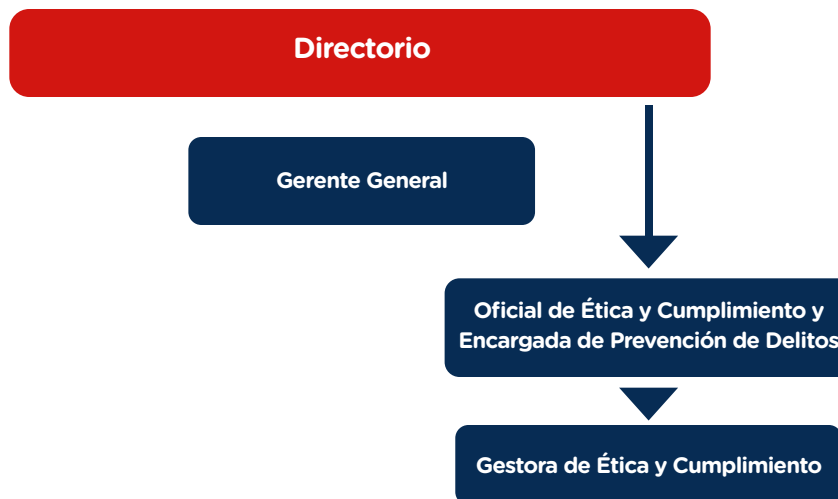 Directorio
Gerente General
Oficial de Ética y Cumplimiento y
Encargada de Prevención de Delitos
Gestora de Ética y Cumplimiento